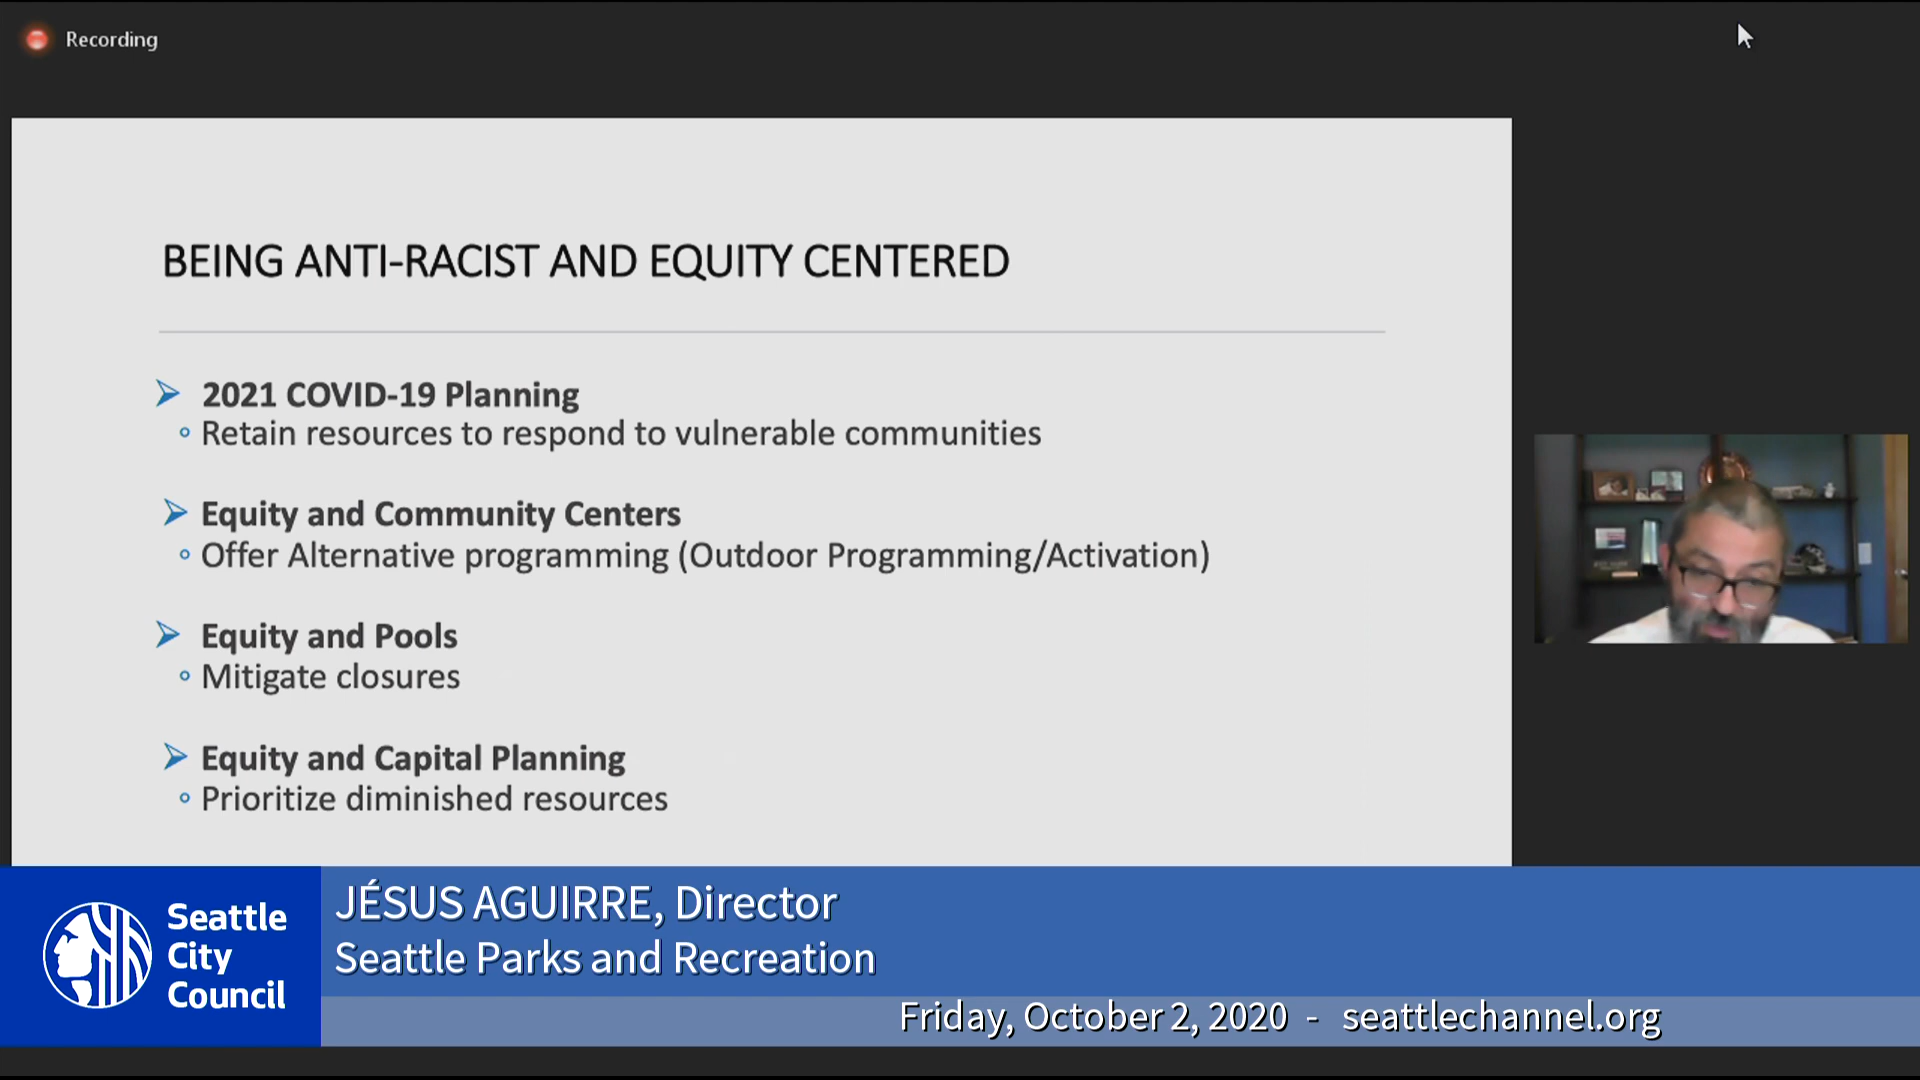 Recording
BEING ANTI-RACIST AND EQUITY CENTERED
2021 COVID-19 Planning
Retain resources to respond to vulnerable communities
Equity and Community Centers
Offer Alternative programming (Outdoor Programming/Activation)
Equity and Pools
Mitigate closures
Equity and Capital Planning
Prioritize diminished resources
Seattle
City
Council
JÉSUS AGUIRRE, Director
Seattle Parks and Recreation
Friday, October 2, 2020 - seattlechannel.org